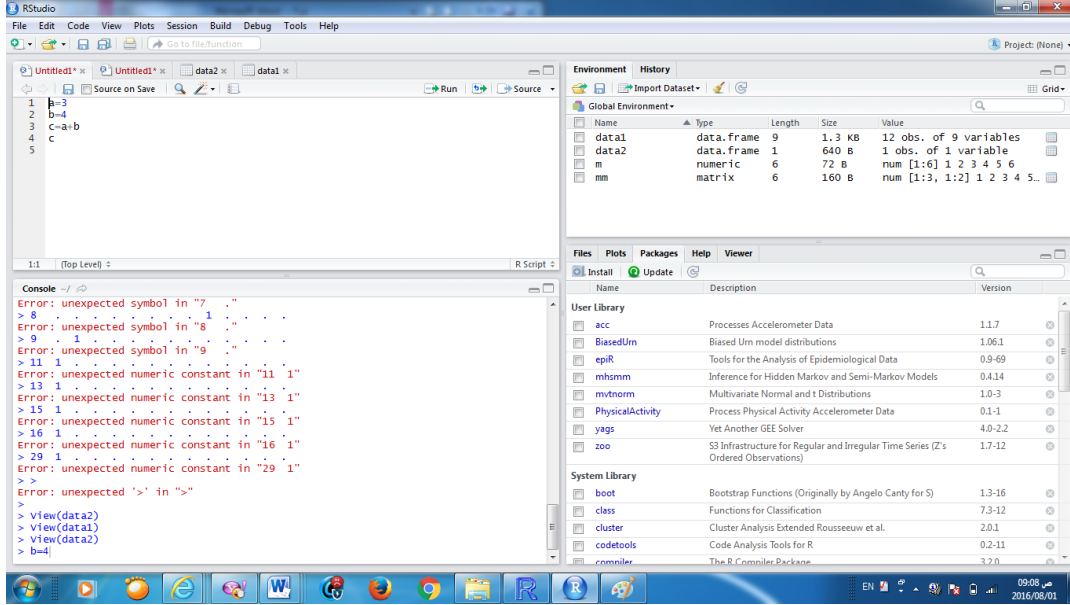 RStudio
File Edit Code View Plots Session Build Debug Tools Help
Go to file/function
Project: (None)
Untitled1* × Untitled1* × data2 × data1 ×
Source on Save Run Source
1 a=3
2 b=4
3 c=a+b
4 c
5
1:1 (Top Level) R Script
Console ~/
Error: unexpected symbol in "7 ."
> 8 . . . . . . . . . 1 . . . .
Error: unexpected symbol in "8 ."
> 9 . 1 . . . . . . . . . . . .
Error: unexpected symbol in "9 ."
> 11 1 . . . . . . . . . . . . .
Error: unexpected numeric constant in "11 1"
> 13 1 . . . . . . . . . . . . .
Error: unexpected numeric constant in "13 1"
> 15 1 . . . . . . . . . . . . .
Error: unexpected numeric constant in "15 1"
> 16 1 . . . . . . . . . . . . .
Error: unexpected numeric constant in "16 1"
> 29 1 . . . . . . . . . . . . .
Error: unexpected numeric constant in "29 1"
> >
Error: unexpected '>' in ">"
>
> View(data2)
> View(data1)
> View(data2)
> b=4
Environment History
Import Dataset Grid
Global Environment
Name Type Length Size Value
data1 data.frame 9 1.3 KB 12 obs. of 9 variables
data2 data.frame 1 640 B 1 obs. of 1 variable
m numeric 6 72 B num [1:6] 1 2 3 4 5 6
mm matrix 6 160 B num [1:3, 1:2] 1 2 3 4 5…
Files Plots Packages Help Viewer
Install Update
Name Description Version
User Library
acc Processes Accelerometer Data 1.1.7
BiasedUrn Biased Urn model distributions 1.06.1
epiR Tools for the Analysis of Epidemiological Data 0.9-69
mhsmm Inference for Hidden Markov and Semi-Markov Models 0.4.14
mvtnorm Multivariate Normal and t Distributions 1.0-3
PhysicalActivity Process Physical Activity Accelerometer Data 0.1-1
yags Yet Another GEE Solver 4.0-2.2
zoo S3 Infrastructure for Regular and Irregular Time Series (Z's 1.7-12
Ordered Observations)
System Library
boot Bootstrap Functions (Originally by Angelo Canty for S) 1.3-16
class Functions for Classification 7.3-12
cluster Cluster Analysis Extended Rousseeuw et al. 2.0.1
codetools Code Analysis Tools for R 0.2-11
compiler The R Compiler Package 3.2.0
EN 09:08 ص
2016/08/01